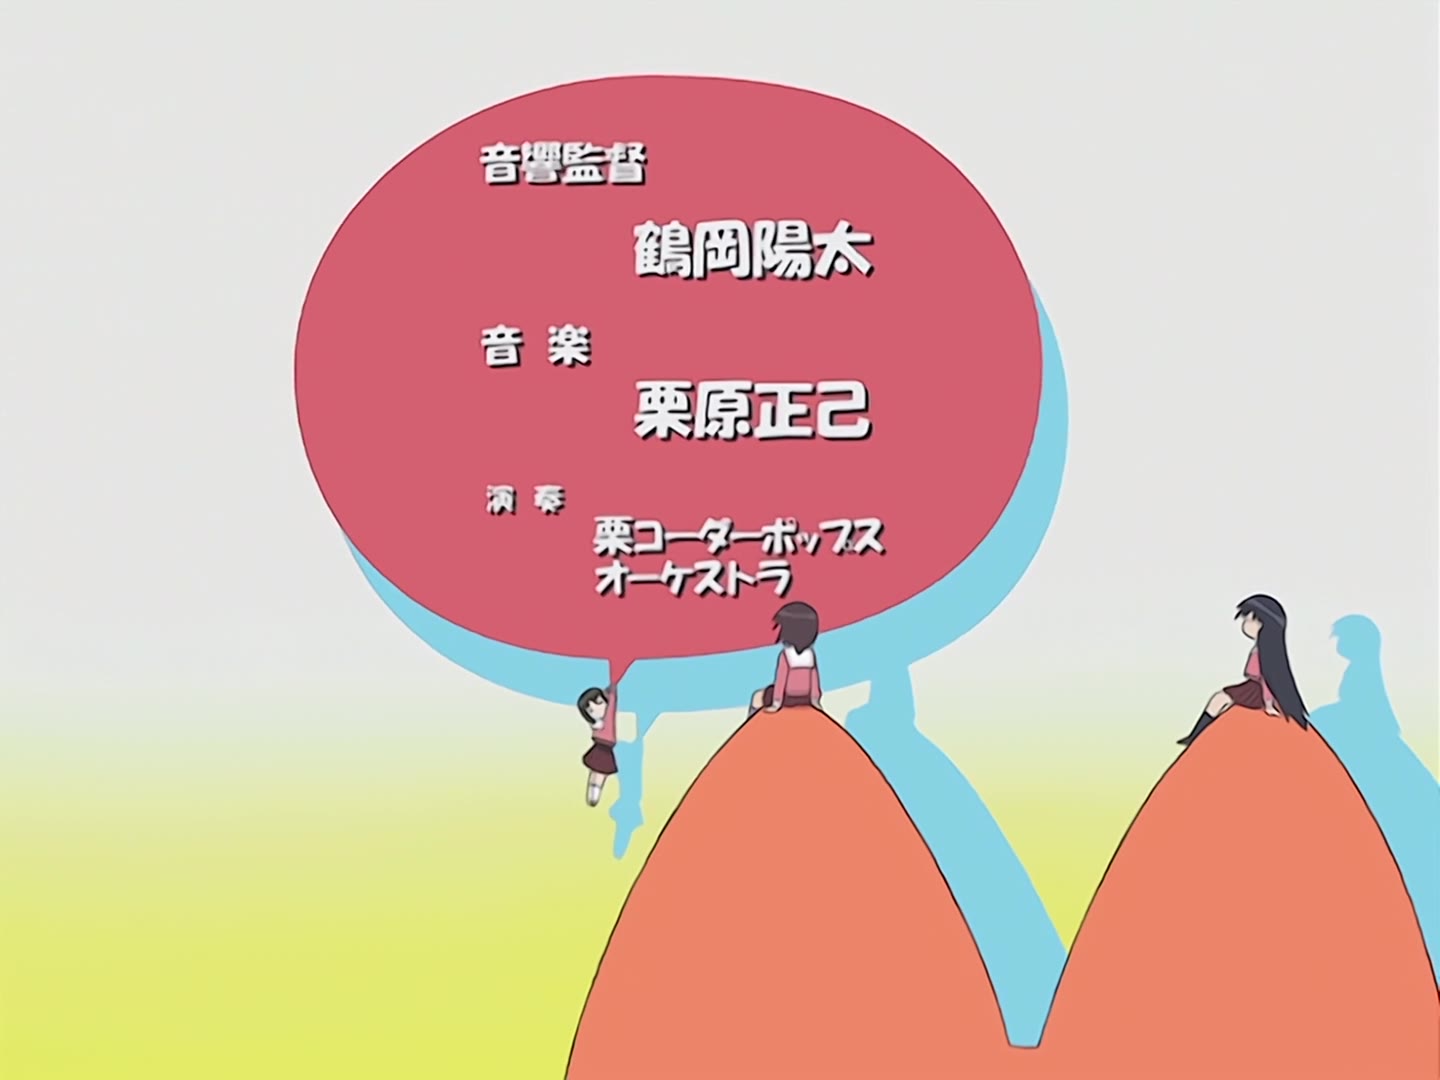 音響監督
鶴岡陽太
音 楽
栗原正己
演 奏
栗コーダーポップス
オーケストラ